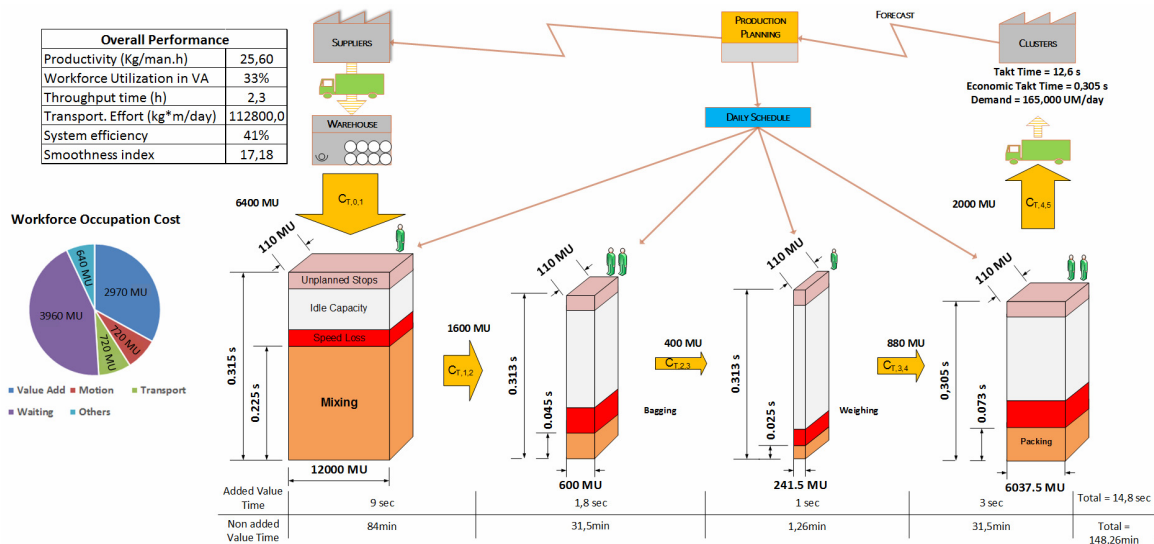 Overall Performance
Productivity (Kg/man.h) 25,60
Workforce Utilization in VA 33%
Throughput time (h) 2,3
Transport. Effort (kg*m/day) 112800,0
System efficiency 41%
Smoothness index 17,18
SUPPLIERS
PRODUCTION
PLANNING
FORECAST
CLUSTERS
Takt Time = 12,6 s
Economic Takt Time = 0,305 s
Demand = 165,000 UM/day
WAREHOUSE
DAILY SCHEDULE
6400 MU
C_T,0,1
2000 MU
C_T,4,5
Workforce Occupation Cost
640 MU
2970 MU
3960 MU
720 MU
720 MU
Value Add
Motion
Transport
Waiting
Others
110 MU
Unplanned Stops
Idle Capacity
Speed Loss
Mixing
0.315 s
0.225 s
12000 MU
1600 MU
C_T,1,2
110 MU
0.313 s
0.045 s
Bagging
600 MU
400 MU
C_T,2,3
110 MU
0.313 s
0.025 s
Weighing
241.5 MU
880 MU
C_T,3,4
110 MU
0,305 s
0.073 s
Packing
6037.5 MU
Added Value
Time
9 sec
1,8 sec
1 sec
3 sec
Total = 14,8 sec
Non added
Value Time
84min
31,5min
1,26min
31,5min
Total =
148,26min